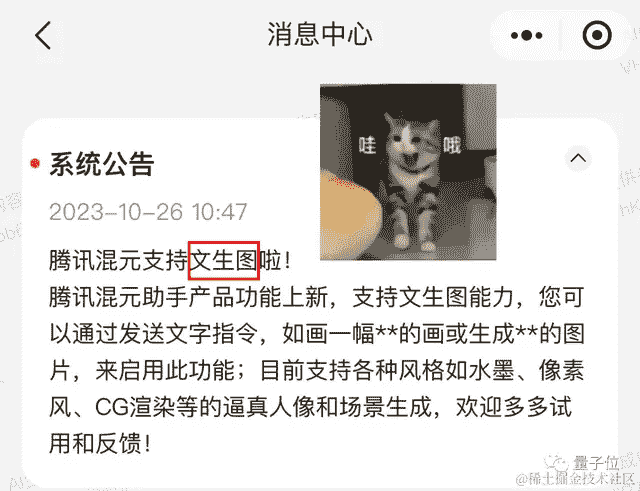 消息中心
哇 哦
系统公告
2023-10-26 10:47
腾讯混元支持文生图啦！
腾讯混元助手产品功能上新，支持文生图能力，您可
以通过发送文字指令，如画一幅**的画或生成**的图
片，来启用此功能；目前支持各种风格如水墨、像素
风、CG渲染等的逼真人像和场景生成，欢迎多多试
用和反馈！
量子位
@稀土掘金技术社区